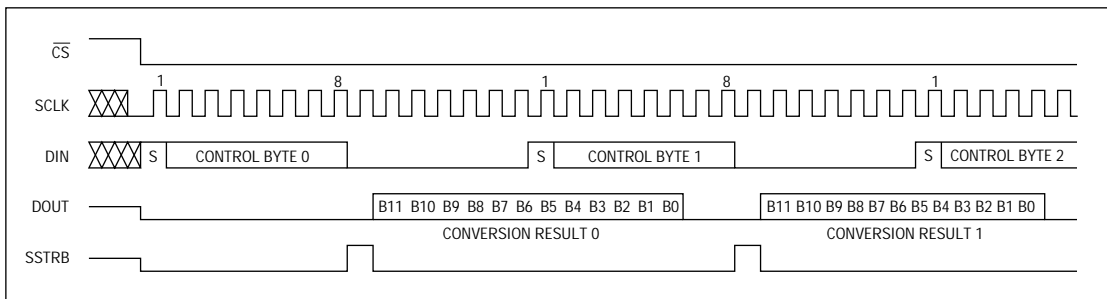 CS
1 8 1 8 1
SCLK
DIN S CONTROL BYTE 0 S CONTROL BYTE 1 S CONTROL BYTE 2
DOUT B11 B10 B9 B8 B7 B6 B5 B4 B3 B2 B1 B0 B11 B10 B9 B8 B7 B6 B5 B4 B3 B2 B1 B0
CONVERSION RESULT 0 CONVERSION RESULT 1
SSTRB